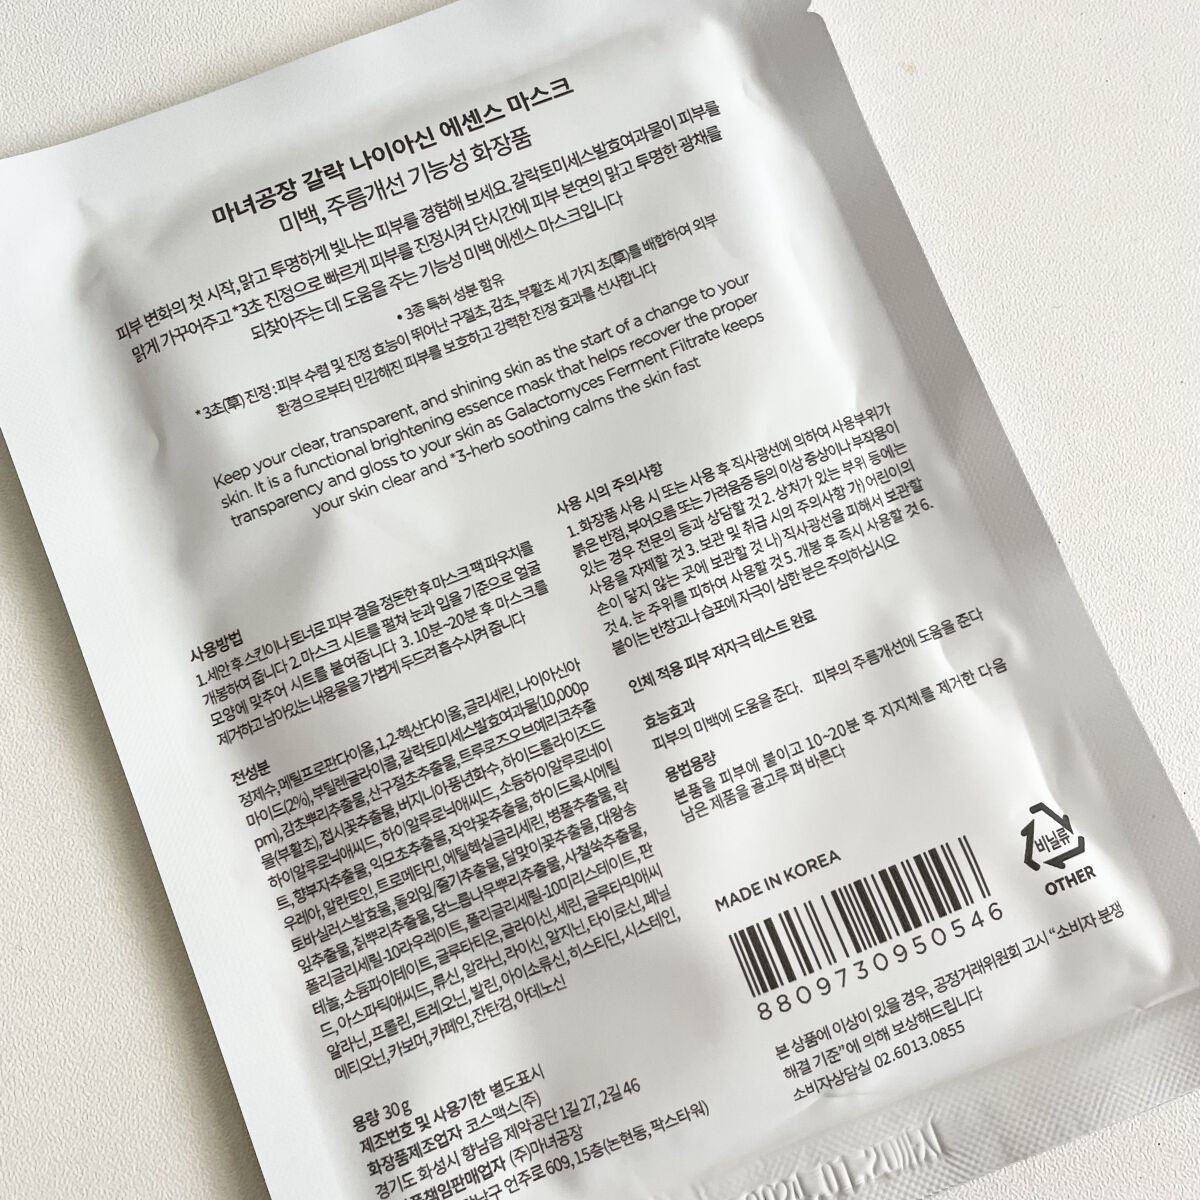 마녀공장 갈락 나이아신 에센스 마스크
미백, 주름개선 기능성 화장품
피부 변화의 첫 시작, 맑고 투명하게 빛나는 피부를 경험해 보세요. 갈락토미세스발효여과물이 피부를
맑게 가꾸어주고 *3초 진정으로 빠르게 피부를 진정시켜 단시간에 피부 본연의 맑고 투명한 광채를
되찾아주는 데 도움을 주는 기능성 미백 에센스 마스크입니다
• 3종 특허 성분 함유
*3초(草) 진정 : 피부 수렴 및 진정 효능이 뛰어난 구절초, 감초, 부활초 세 가지 초(草)를 배합하여 외부
환경으로부터 민감해진 피부를 보호하고 강력한 진정 효과를 선사합니다
Keep your clear, transparent, and shining skin as the start of a change to your
skin. It is a functional brightening essence mask that helps recover the proper
transparency and gloss to your skin as Galactomyces Ferment Filtrate keeps
your skin clear and *3-herb soothing calms the skin fast
사용방법
1. 세안 후 스킨이나 토너로 피부 결을 정돈한 후 마스크 팩 파우치를
개봉하여 줍니다 2. 마스크 시트를 펼쳐 눈과 입을 기준으로 얼굴
모양에 맞추어 시트를 붙여줍니다 3. 10분~20분 후 마스크를
제거하고 남아있는 내용물을 가볍게 두드려 흡수시켜 줍니다
전성분
정제수, 메틸프로판다이올, 1,2-헥산다이올, 글리세린, 나이아신아
마이드(2%), 부틸렌글라이콜, 갈락토미세스발효여과물(10,000p
pm), 감초뿌리추출물, 산구절초추출물, 트루로즈오브예리코추출
물(부활초), 접시꽃추출물, 버지니아풍년화수, 하이드롤라이즈드
하이알루로닉애씨드, 하이알루로닉애씨드, 소듐하이알루로네이
트, 향부자추출물, 익모초추출물, 작약꽃추출물, 하이드록시에틸
우레아, 알란토인, 트로메타민, 에틸헥실글리세린, 병풀추출물, 락
토바실러스발효물, 돌외잎/줄기추출물, 달맞이꽃추출물, 대왕송
잎추출물, 칡뿌리추출물, 당느릅나무뿌리추출물, 사철쑥추출물,
폴리글리세릴-10라우레이트, 폴리글리세릴-10미리스테이트, 판
테놀, 소듐파이테이트, 글루타티온, 글라이신, 세린, 글루타믹애씨
드, 아스파틱애씨드, 류신, 알라닌, 라이신, 알지닌, 타이로신, 페닐
알라닌, 프롤린, 트레오닌, 발린, 아이소류신, 히스티딘, 시스테인,
메티오닌, 카보머, 카페인, 잔탄검, 아데노신
용량 30g
제조번호 및 사용기한 별도표시
화장품제조업자 코스맥스(주)
경기도 화성시 향남읍 제약공단 1길 27, 2길 46
품책임판매업자 (주)마녀공장
남구 언주로 609, 15층(논현동, 팍스타워)
사용 시의 주의사항
1. 화장품 사용 시 또는 사용 후 직사광선에 의하여 사용부위가
붉은 반점, 부어오름 또는 가려움증 등의 이상 증상이나 부작용이
있는 경우 전문의 등과 상담할 것 2. 상처가 있는 부위 등에는
사용을 자제할 것 3. 보관 및 취급 시의 주의사항 가) 어린이의
손이 닿지 않는 곳에 보관할 것 나) 직사광선을 피해서 보관할
것 4. 눈 주위를 피하여 사용할 것 5. 개봉 후 즉시 사용할 것 6.
붙이는 반창고나 습포에 자극이 심한 분은 주의하십시오
인체 적용 피부 저자극 테스트 완료
효능효과
피부의 미백에 도움을 준다. 피부의 주름개선에 도움을 준다
용법용량
본품을 피부에 붙이고 10~20분 후 지지체를 제거한 다음
남은 제품을 골고루 펴 바른다
MADE IN KOREA
비닐류
OTHER
8809730950546
본 상품에 이상이 있을 경우, 공정거래위원회 고시 “소비자 분쟁
해결 기준”에 의해 보상해드립니다
소비자상담실 02.6013.0855